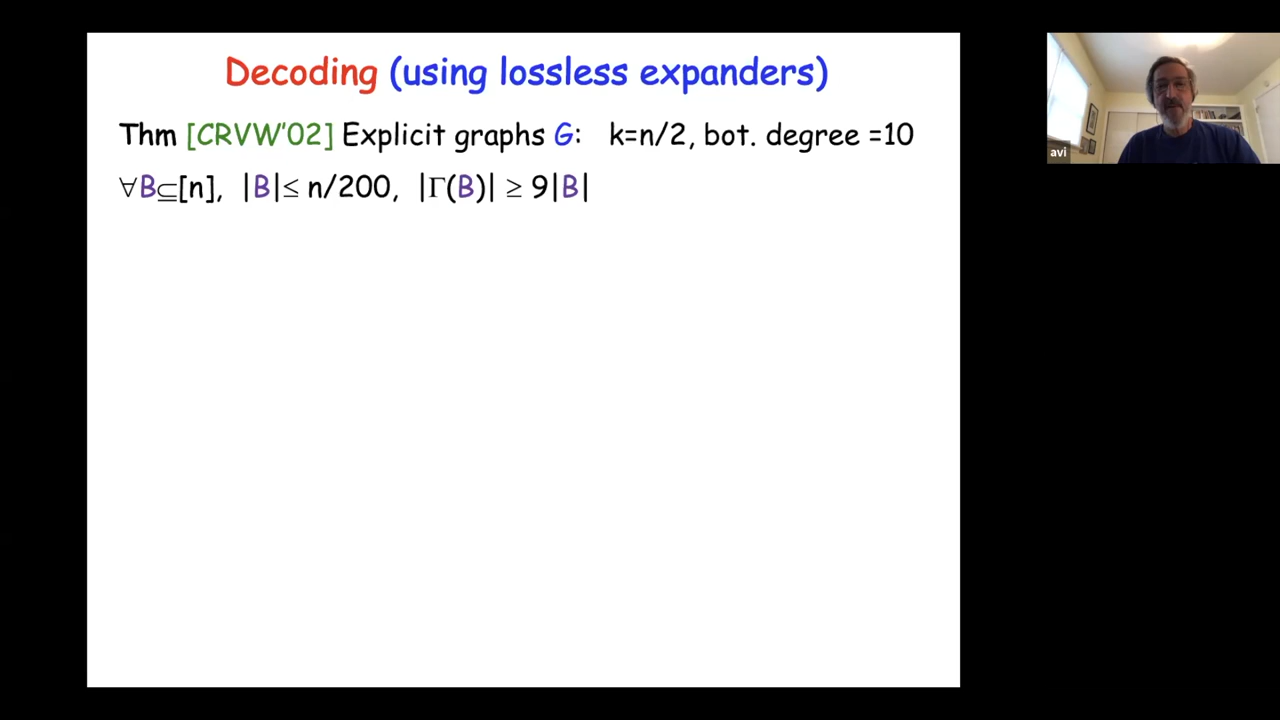 Decoding (using lossless expanders)
Thm [CRVW'02] Explicit graphs G: k=n/2, bot. degree =10
∀B⊆[n], |B|≤ n/200, |Γ(B)| ≥ 9|B|
avi